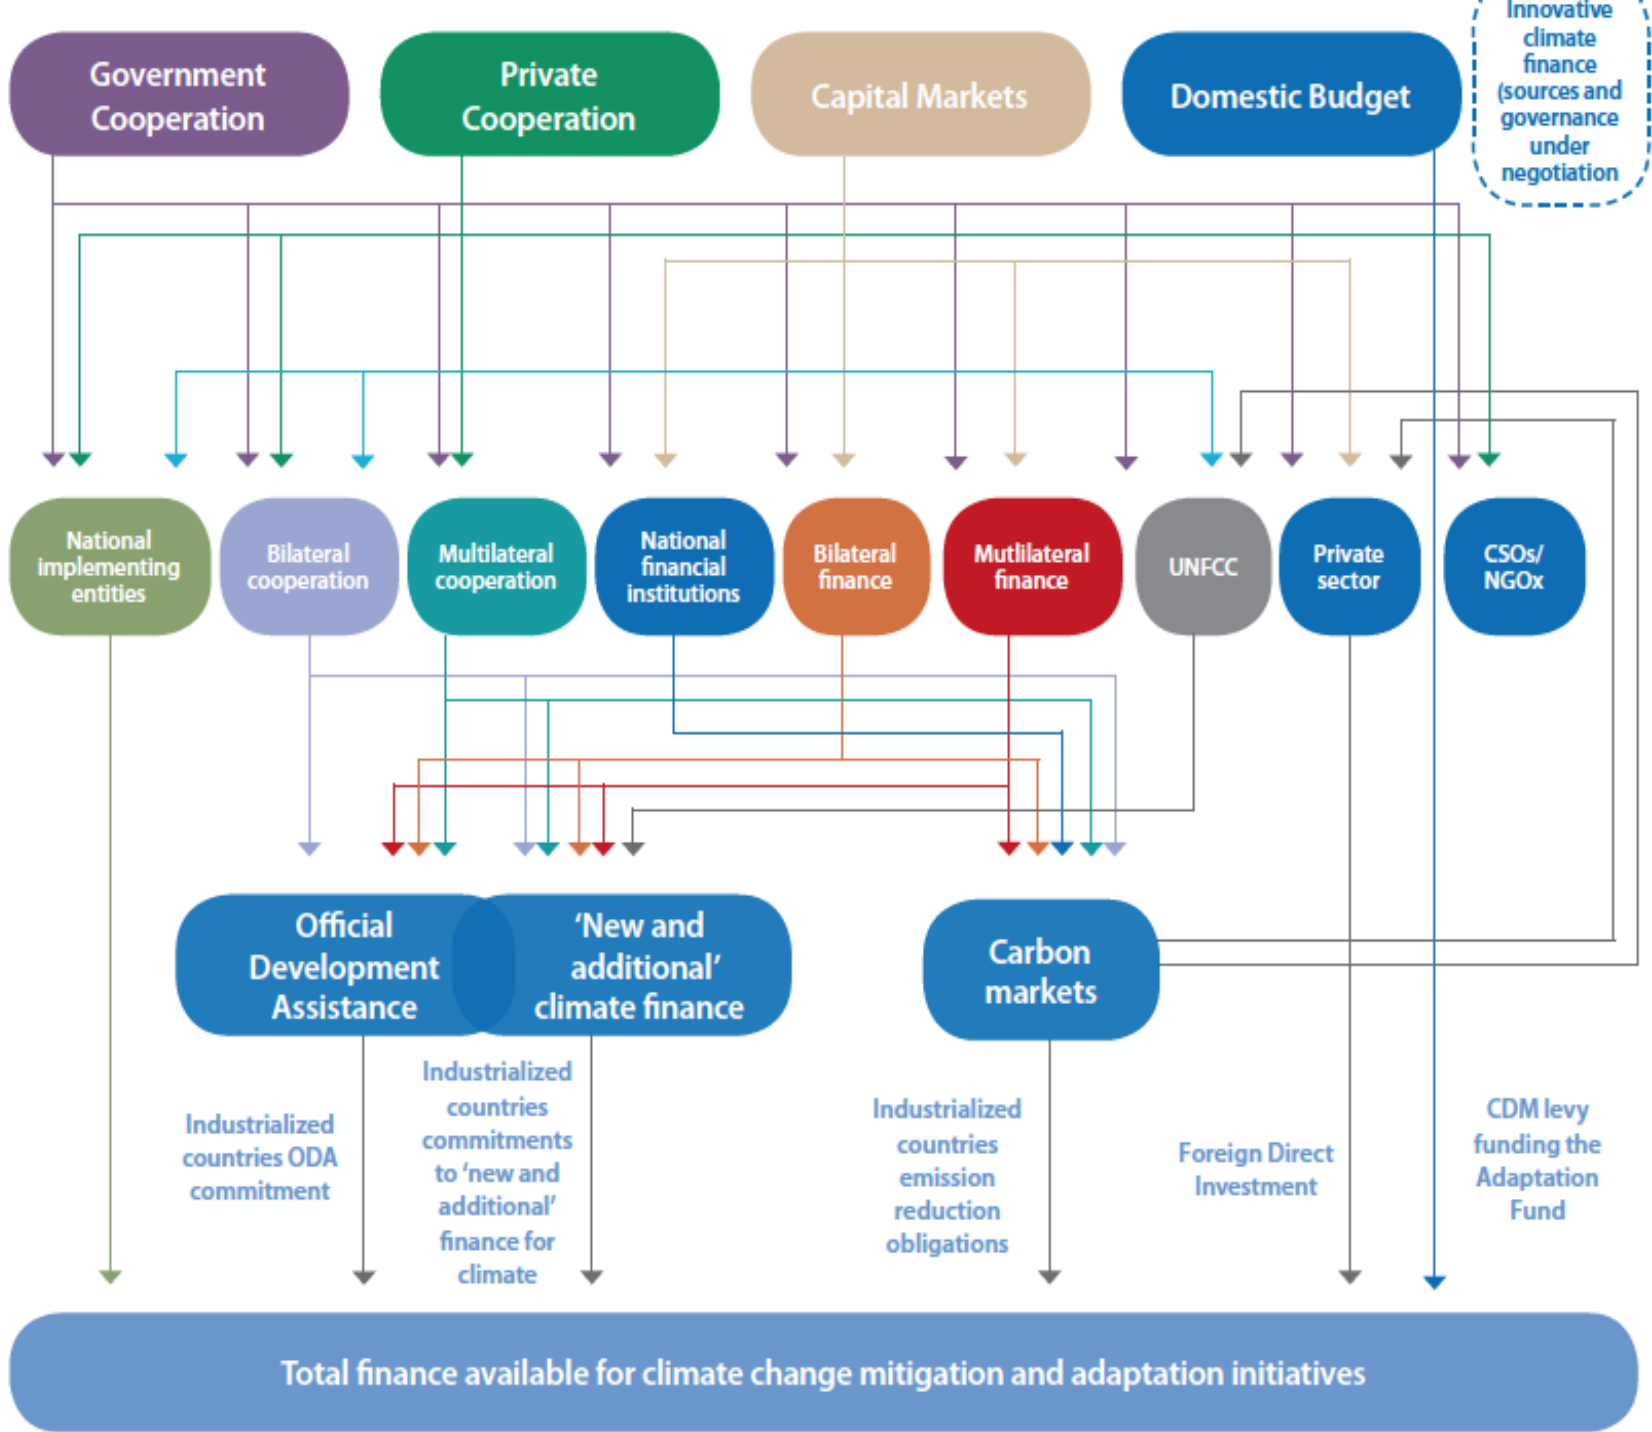 Government
Cooperation
Private
Cooperation
Capital Markets
Domestic Budget
Innovative
climate
finance
(sources and
governance
under
negotiation
National
implementing
entities
Bilateral
cooperation
Multilateral
cooperation
National
financial
institutions
Bilateral
finance
Mutlilateral
finance
UNFCC
Private
sector
CSOs/
NGOx
Official
Development
Assistance
‘New and
additional’
climate finance
Carbon
markets
Industrialized
countries ODA
commitment
Industrialized
countries
commitments
to ‘new and
additional’
finance for
climate
Industrialized
countries
emission
reduction
obligations
Foreign Direct
Investment
CDM levy
funding the
Adaptation
Fund
Total finance available for climate change mitigation and adaptation initiatives